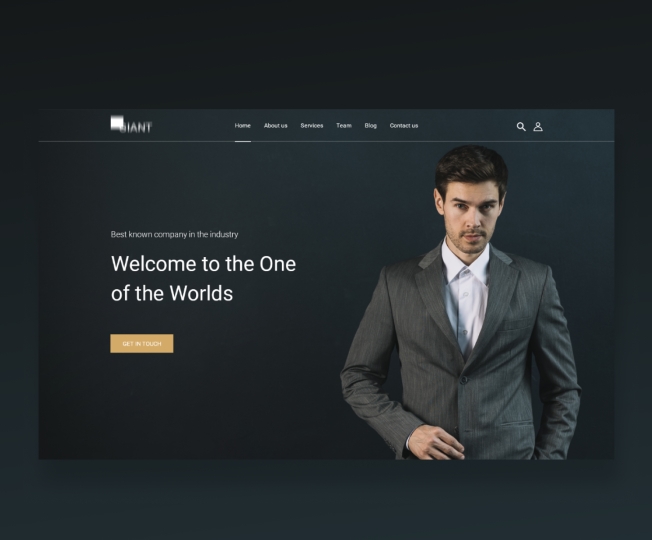 Home About us Services Team Blog Contact us
Best known company in the industry
Welcome to the One
of the Worlds
GET IN TOUCH